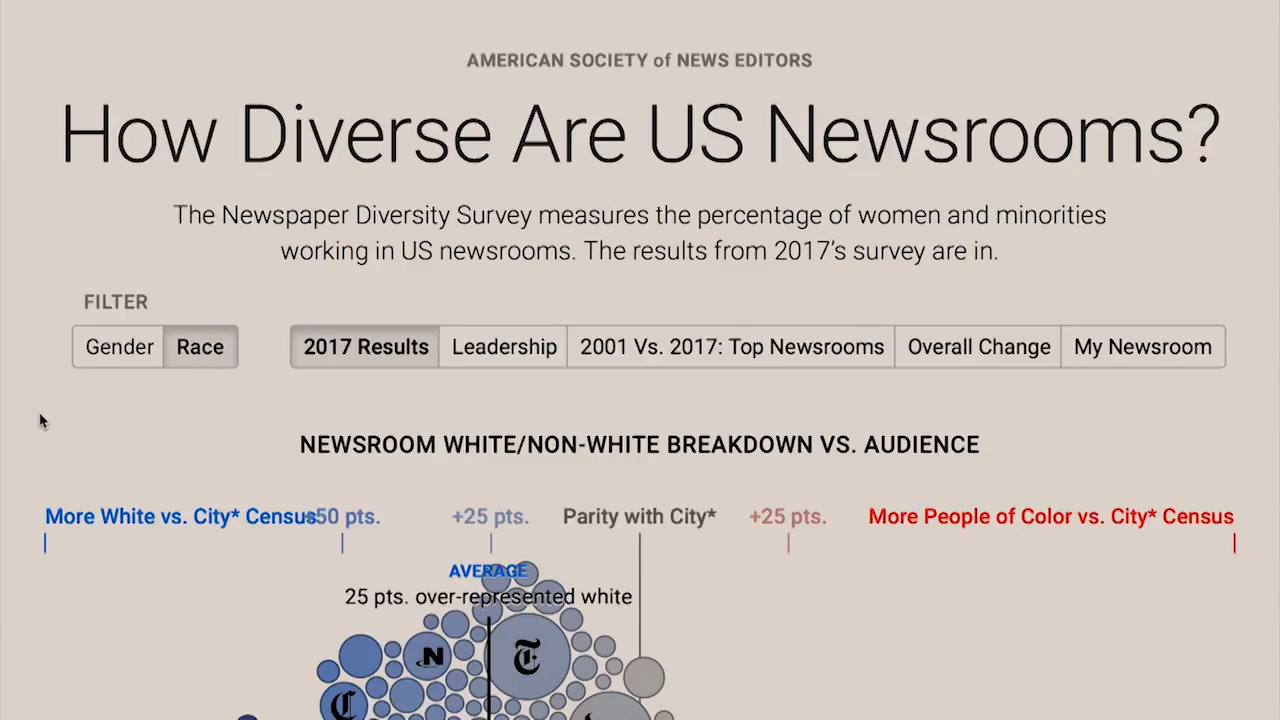 AMERICAN SOCIETY of NEWS EDITORS
How Diverse Are US Newsrooms?
The Newspaper Diversity Survey measures the percentage of women and minorities
working in US newsrooms. The results from 2017's survey are in.
FILTER
Gender Race 2017 Results Leadership 2001 Vs. 2017: Top Newsrooms Overall Change My Newsroom
NEWSROOM WHITE/NON-WHITE BREAKDOWN VS. AUDIENCE
More White vs. City* Census +50 pts. +25 pts. Parity with City* +25 pts. More People of Color vs. City* Census
AVERAGE
25 pts. over-represented white
N T
C